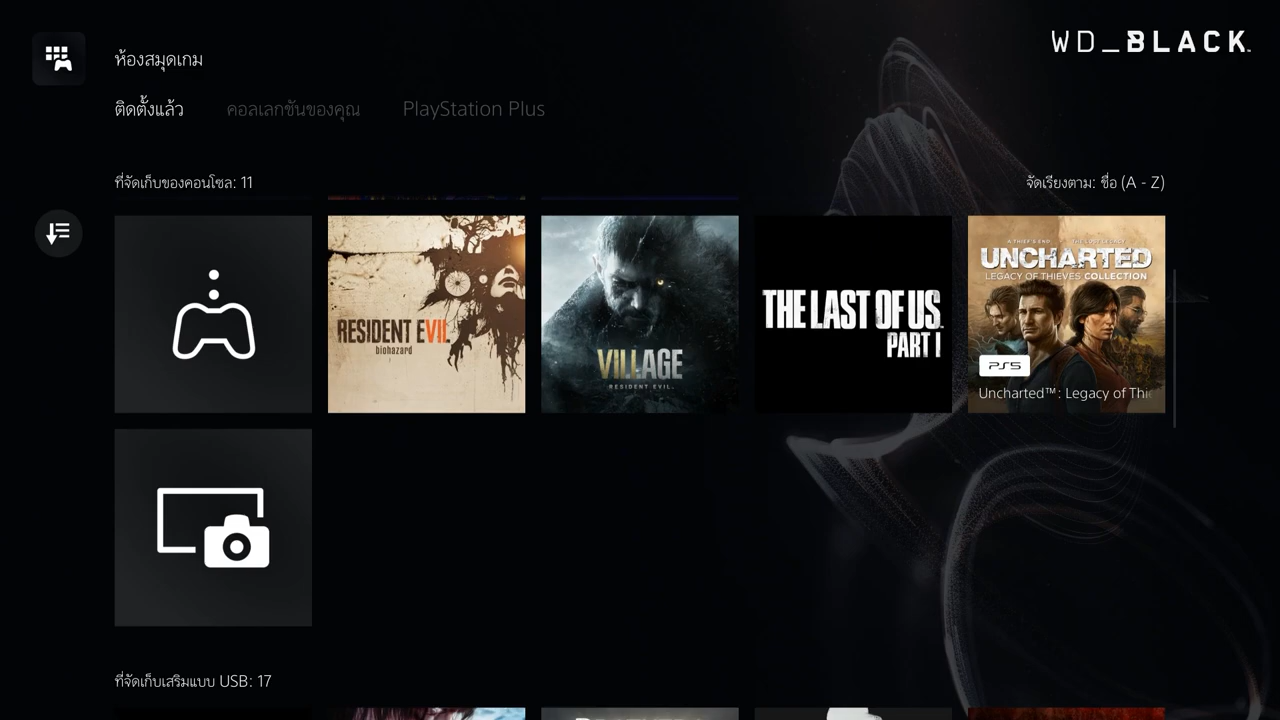 WD_BLACK
ห้องสมุดเกม
ติดตั้งแล้ว คอลเลกชันของคุณ PlayStation Plus
ที่จัดเก็บของคอนโซล: 11
จัดเรียงตาม: ชื่อ (A - Z)
RESIDENT EVII.
biohazard
VILLAGE
RESIDENT EVIL.
THE LAST OF US
PART I
A THIEF'S END THE LOST LEGACY
UNCHARTED
LEGACY OF THIEVES COLLECTION
PS5
Uncharted™: Legacy of Thie
ที่จัดเก็บเสริมแบบ USB: 17